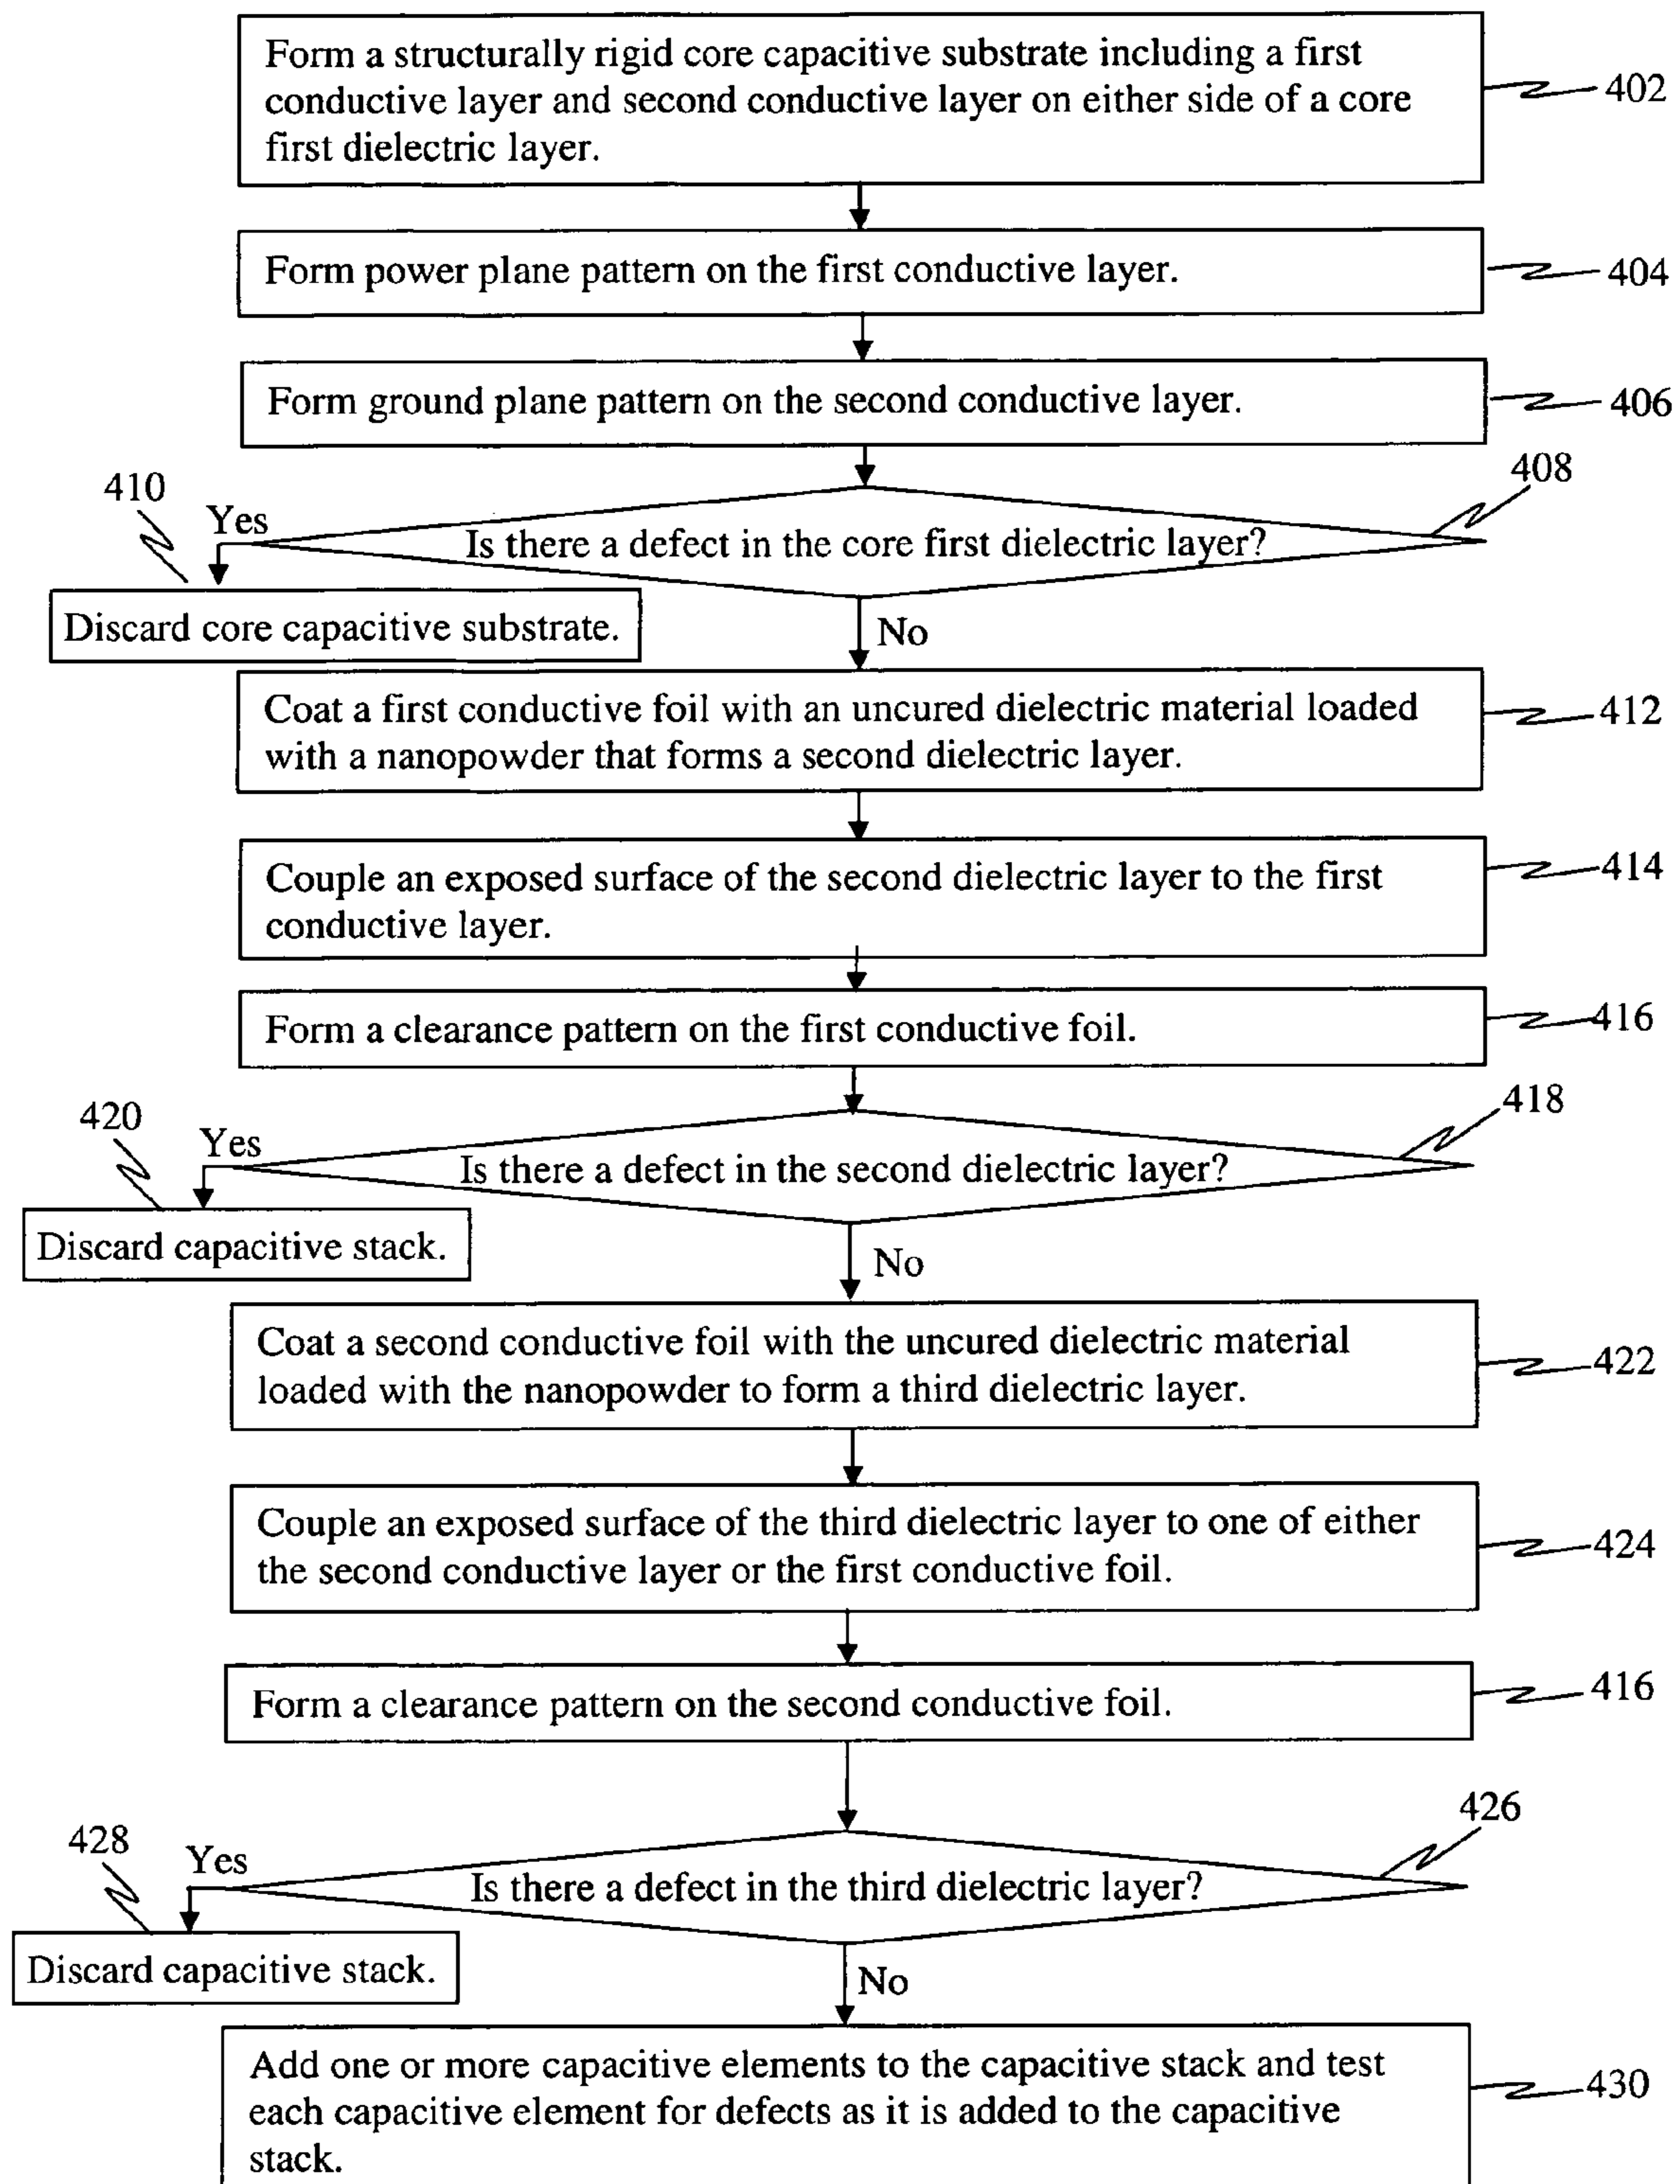 Form a structurally rigid core capacitive substrate including a first
conductive layer and second conductive layer on either side of a core
first dielectric layer.
402
Form power plane pattern on the first conductive layer.
404
Form ground plane pattern on the second conductive layer.
406
408
410
Yes
Is there a defect in the core first dielectric layer?
Discard core capacitive substrate.
No
Coat a first conductive foil with an uncured dielectric material loaded
with a nanopowder that forms a second dielectric layer.
412
Couple an exposed surface of the second dielectric layer to the first
conductive layer.
414
Form a clearance pattern on the first conductive foil.
416
418
420
Yes
Is there a defect in the second dielectric layer?
Discard capacitive stack.
No
Coat a second conductive foil with the uncured dielectric material
loaded with the nanopowder to form a third dielectric layer.
422
Couple an exposed surface of the third dielectric layer to one of either
the second conductive layer or the first conductive foil.
424
Form a clearance pattern on the second conductive foil.
416
426
428
Yes
Is there a defect in the third dielectric layer?
Discard capacitive stack.
No
Add one or more capacitive elements to the capacitive stack and test
each capacitive element for defects as it is added to the capacitive
stack.
430